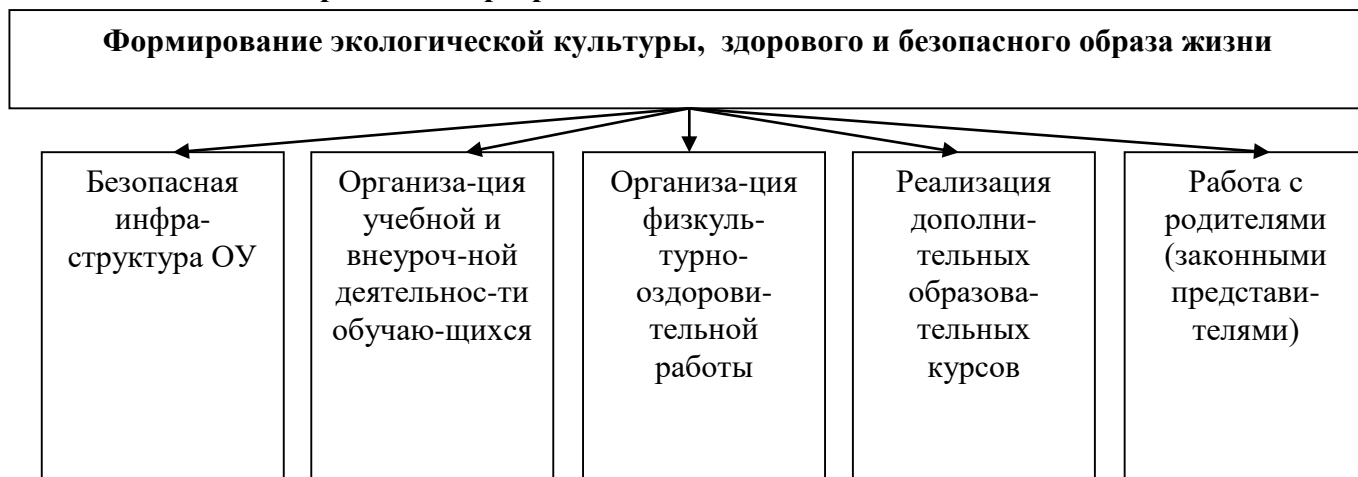 Формирование экологической культуры, здорового и безопасного образа жизни
Безопасная
инфра-
структура ОУ
Организа-ция
учебной и
внеуроч-ной
деятельнос-ти
обучаю-щихся
Организа-ция
физкуль-
турно-
оздорови-
тельной
работы
Реализация
дополни-
тельных
образова-
тельных
курсов
Работа с
родителями
(законными
представи-
телями)